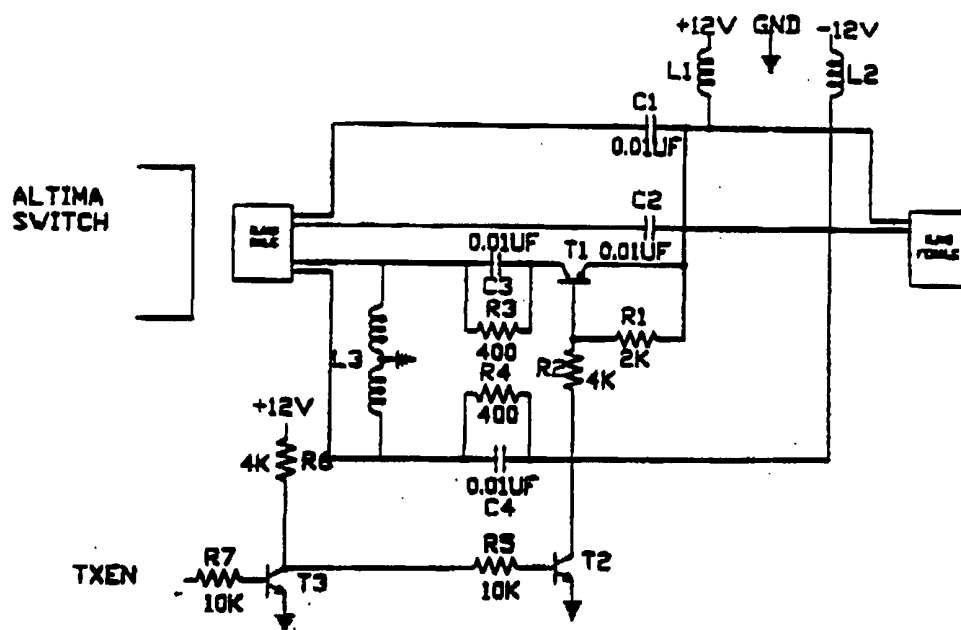 +12V GND -12V
L1
L2
C1
0.01UF
ALTIMA
SWITCH
C2
0.01UF
T1
0.01UF
C3
R3
400
R1
2K
L3
R2
4K
R4
400
+12V
4K
R6
0.01UF
C4
R7
10K
TXEN
T3
R5
10K
T2